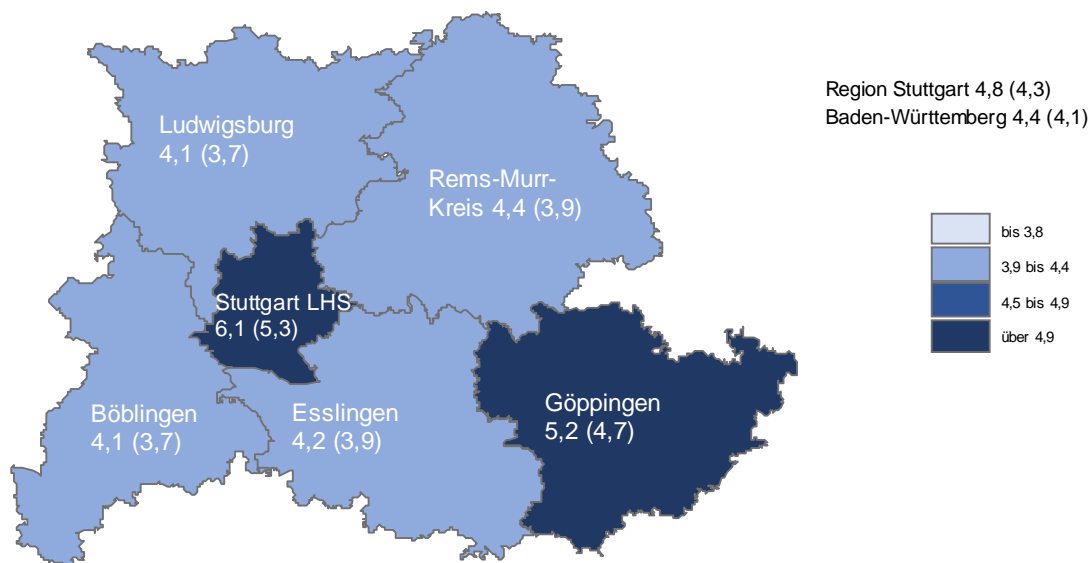 Region Stuttgart 4,8 (4,3)
Baden-Württemberg 4,4 (4,1)
Ludwigsburg
4,1 (3,7)
Rems-Murr-
Kreis 4,4 (3,9)
bis 3,8
3,9 bis 4,4
4,5 bis 4,9
über 4,9
Stuttgart LHS
6,1 (5,3)
Böblingen
4,1 (3,7)
Esslingen
4,2 (3,9)
Göppingen
5,2 (4,7)